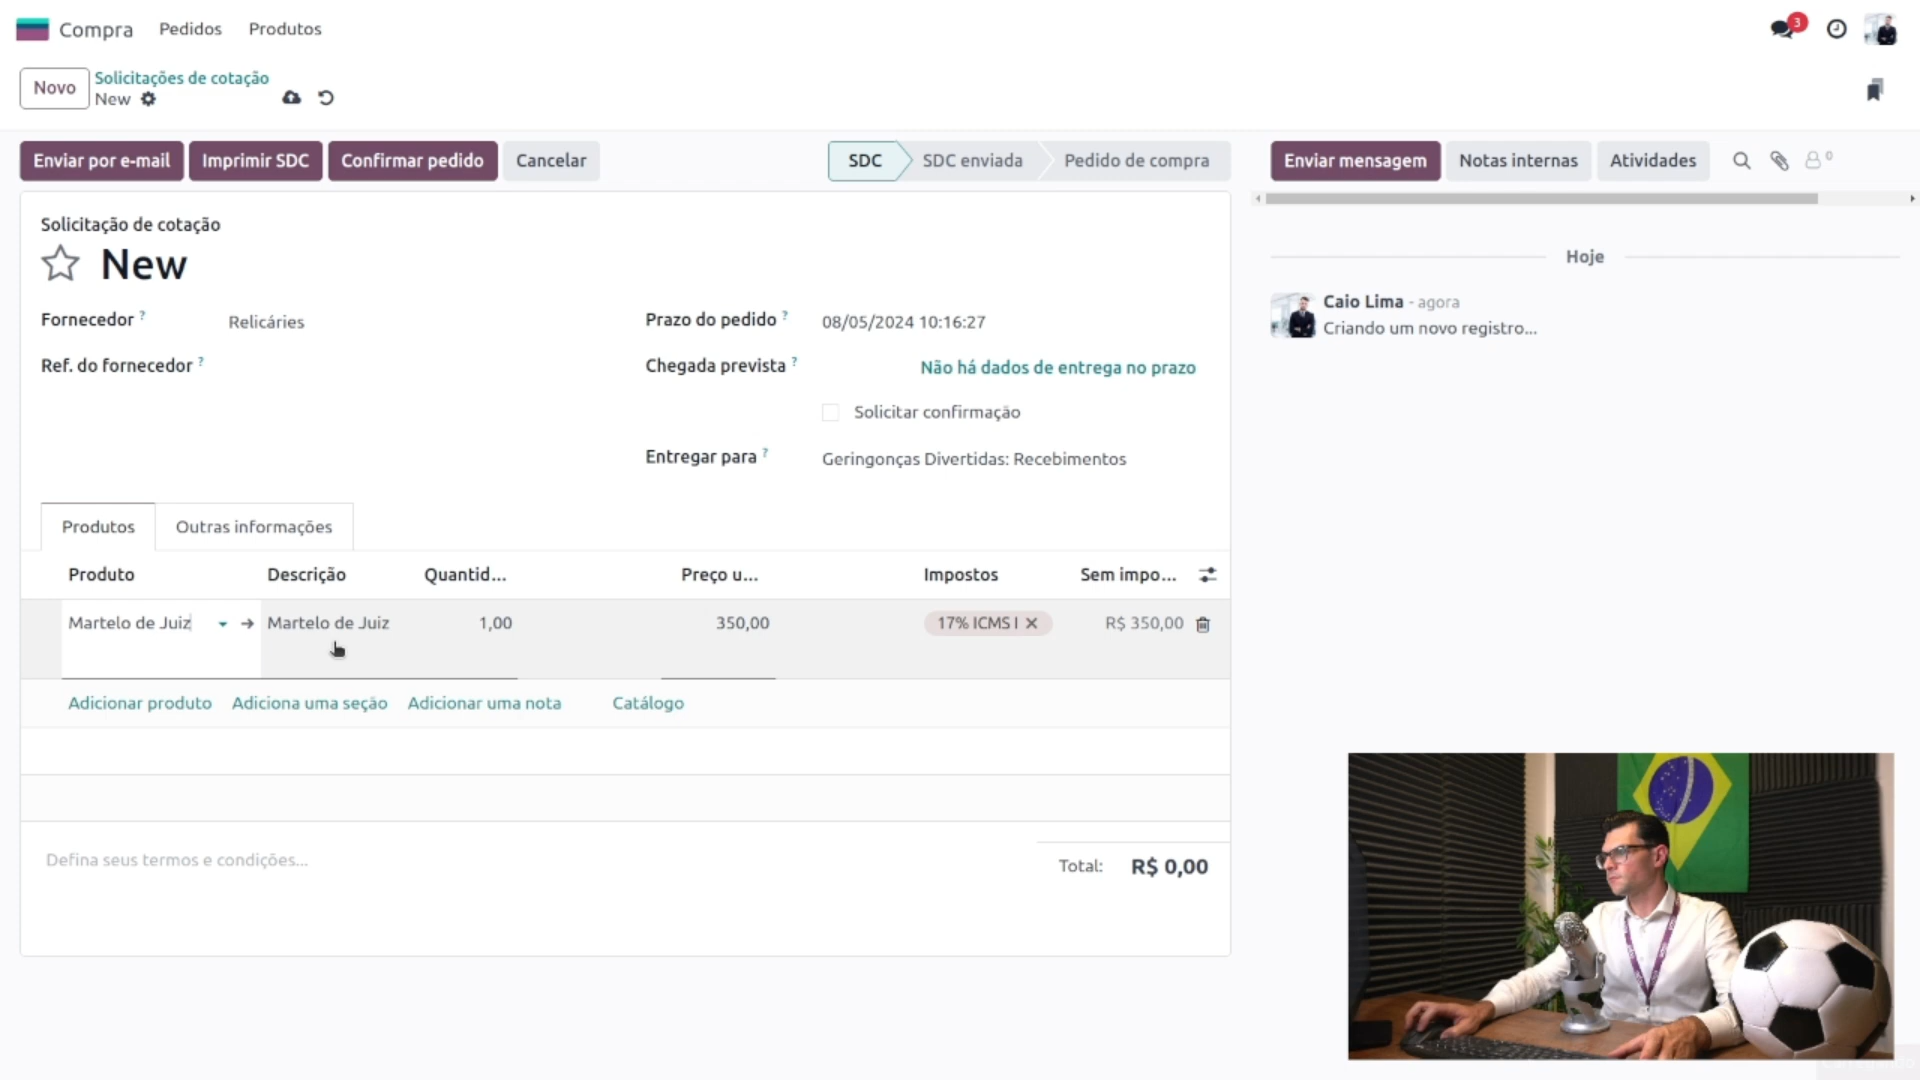 Compra Pedidos Produtos
3
Novo
Solicitações de cotação
New
Enviar por e-mail Imprimir SDC Confirmar pedido Cancelar
SDC SDC enviada Pedido de compra
Enviar mensagem Notas internas Atividades 0
Solicitação de cotação
New
Hoje
Caio Lima - agora
Criando um novo registro...
Fornecedor ? Relicáries
Prazo do pedido ? 08/05/2024 10:16:27
Ref. do fornecedor ?
Chegada prevista ? Não há dados de entrega no prazo
Solicitar confirmação
Entregar para ? Geringonças Divertidas: Recebimentos
Produtos Outras informações
Produto Descrição Quantid... Preço u... Impostos Sem impo...
Martelo de Juiz Martelo de Juiz 1,00 350,00 17% ICMS I R$ 350,00
Adicionar produto Adiciona uma seção Adicionar uma nota Catálogo
Defina seus termos e condições...
Total: R$ 0,00